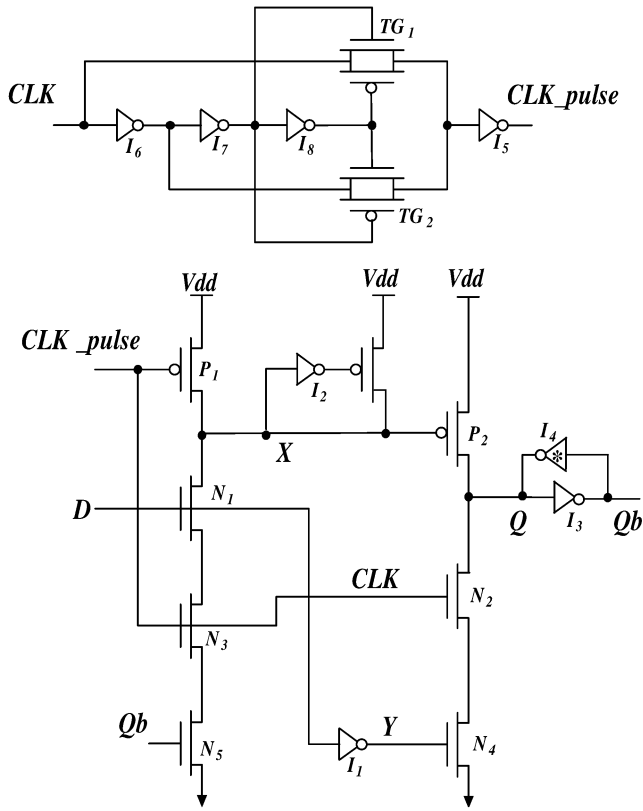 TG1
CLK
CLK_pulse
I6
I7
I8
I5
TG2
Vdd
Vdd
Vdd
CLK_pulse
P1
I2
P2
I4
*
X
N1
D
Q
I3
Qb
CLK
N2
N3
Qb
N5
I1
Y
N4